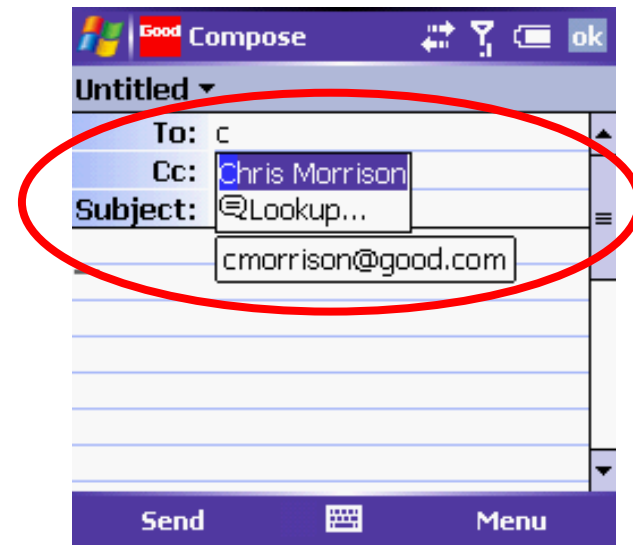 Good Compose ok
Untitled
To: c
Cc: Chris Morrison
Subject: Lookup...
cmorrison@good.com
Send Menu